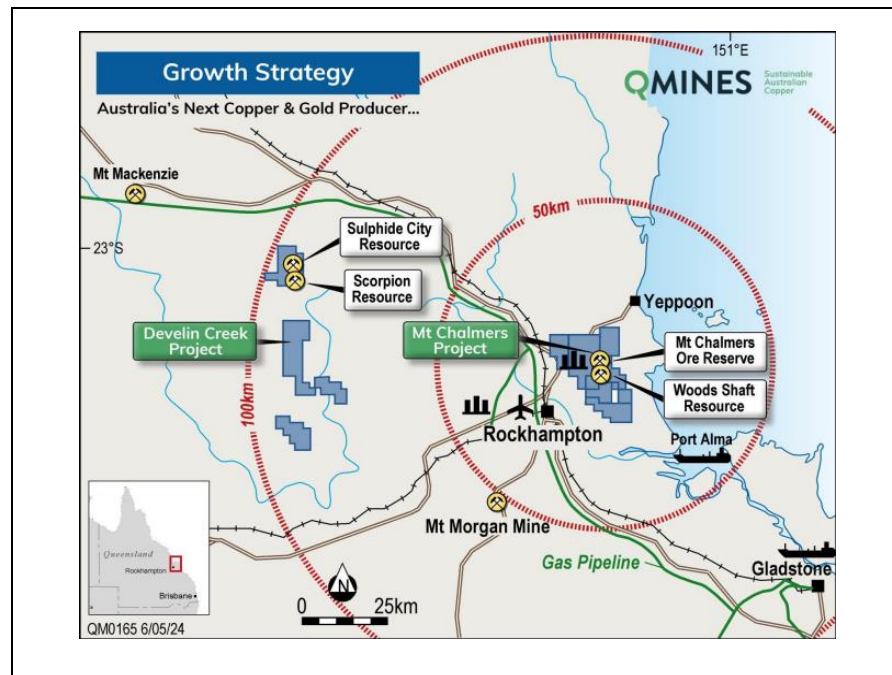 Growth Strategy
Australia's Next Copper & Gold Producer...
QMINES
Sustainable
Australian
Copper
151°E
Mt Mackenzie
50km
23°S
Sulphide City
Resource
Scorpion
Resource
Yeppoon
Develin Creek
Project
Mt Chalmers
Project
Mt Chalmers
Ore Reserve
Woods Shaft
Resource
100km
Rockhampton
Port Alma
Mt Morgan Mine
Gas Pipeline
Gladstone
Queensland
Rockhampton
Brisbane
N
0 25km
QM0165 6/05/24